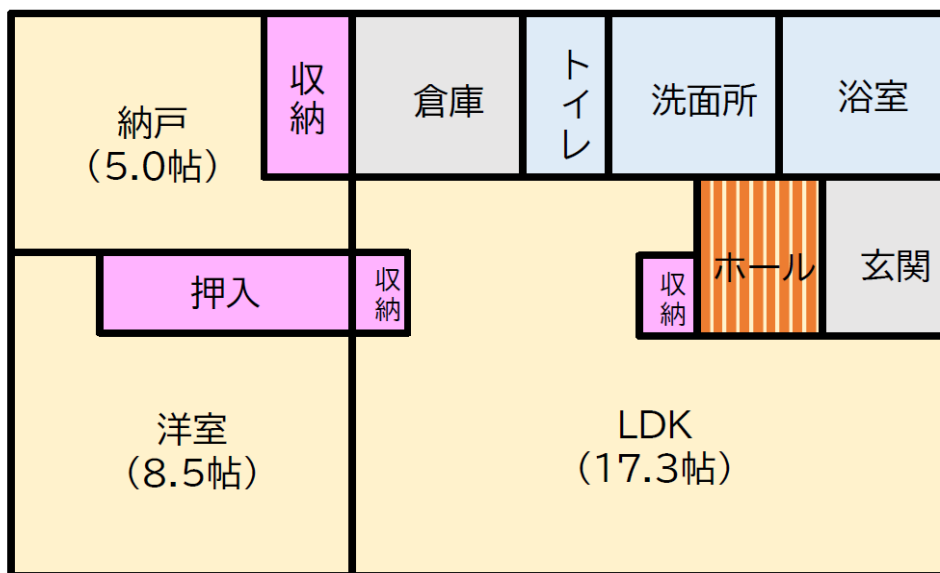 納戸
（5.0帖）
収納
倉庫
トイレ
洗面所
浴室
押入
収納
収納
ホール
玄関
洋室
（8.5帖）
LDK
（17.3帖）